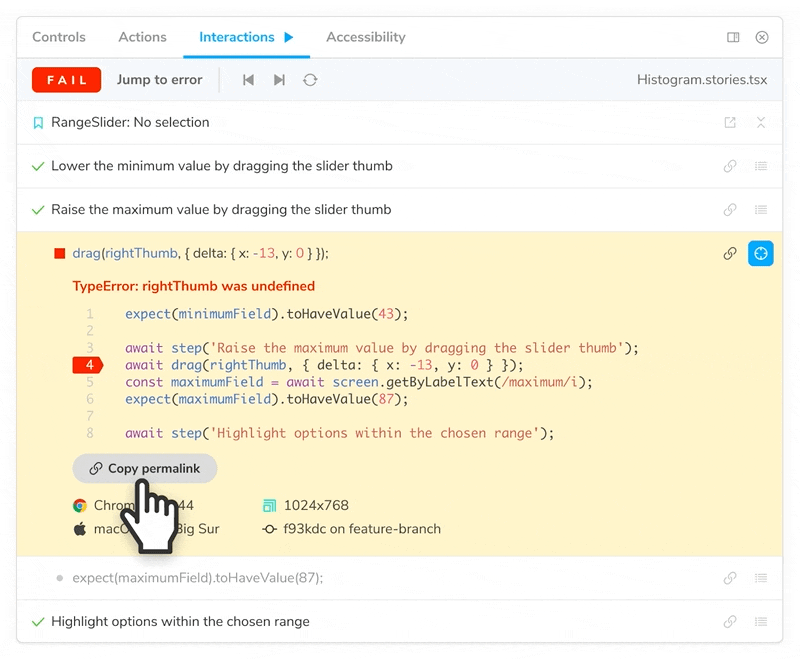 Controls Actions Interactions Accessibility
FAIL Jump to error Histogram.stories.tsx
RangeSlider: No selection
Lower the minimum value by dragging the slider thumb
Raise the maximum value by dragging the slider thumb
drag(rightThumb, { delta: { x: -13, y: 0 } });
TypeError: rightThumb was undefined
1 expect(minimumField).toHaveValue(43);
2
3 await step('Raise the maximum value by dragging the slider thumb');
4 await drag(rightThumb, { delta: { x: -13, y: 0 } });
5 const maximumField = await screen.getByLabelText(/maximum/i);
6 expect(maximumField).toHaveValue(87);
7
8 await step('Highlight options within the chosen range');
Copy permalink
44 1024x768
Sur f93kdc on feature-branch
expect(maximumField).toHaveValue(87);
Highlight options within the chosen range